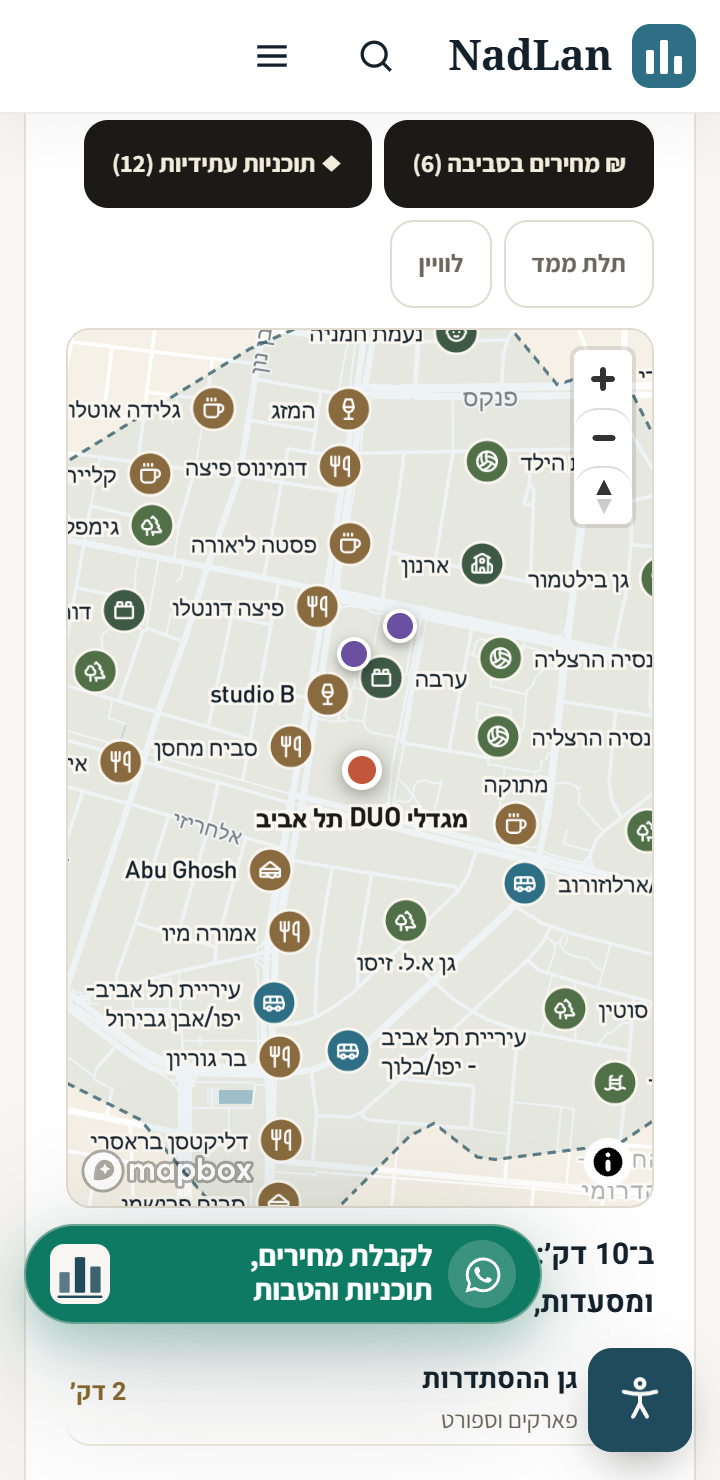 NadLan
₪ מחירים בסביבה (6)
◆ תוכניות עתידיות (12)
תלת ממד
לוויין
נעמת חמניה
נון
פנקס
גלידה אוטלו
המזג
דומינוס פיצה
הילד
גימפל
פסטה ליאורה
ארנון
גן בילטמור
פיצה דונטלו
ערבה
נסיה הרצליה
studio B
סביח מחסן
נסיה הרצליה
מתוקה
מגדלי DUO תל אביב
אלחריזי
Abu Ghosh
/ארלוזורוב
אמורה מיו
גן א.ל. זיסו
עיריית תל אביב-
יפו/אבן גבירול
סוטין
עיריית תל אביב
- יפו/בלוך
בר גוריון
דליקטסן בראסרי
mapbox
ב־10 דק׳:
ומסעדות,
לקבלת מחירים,
תוכניות והטבות
גן ההסתדרות
2 דק׳
פארקים וספורט